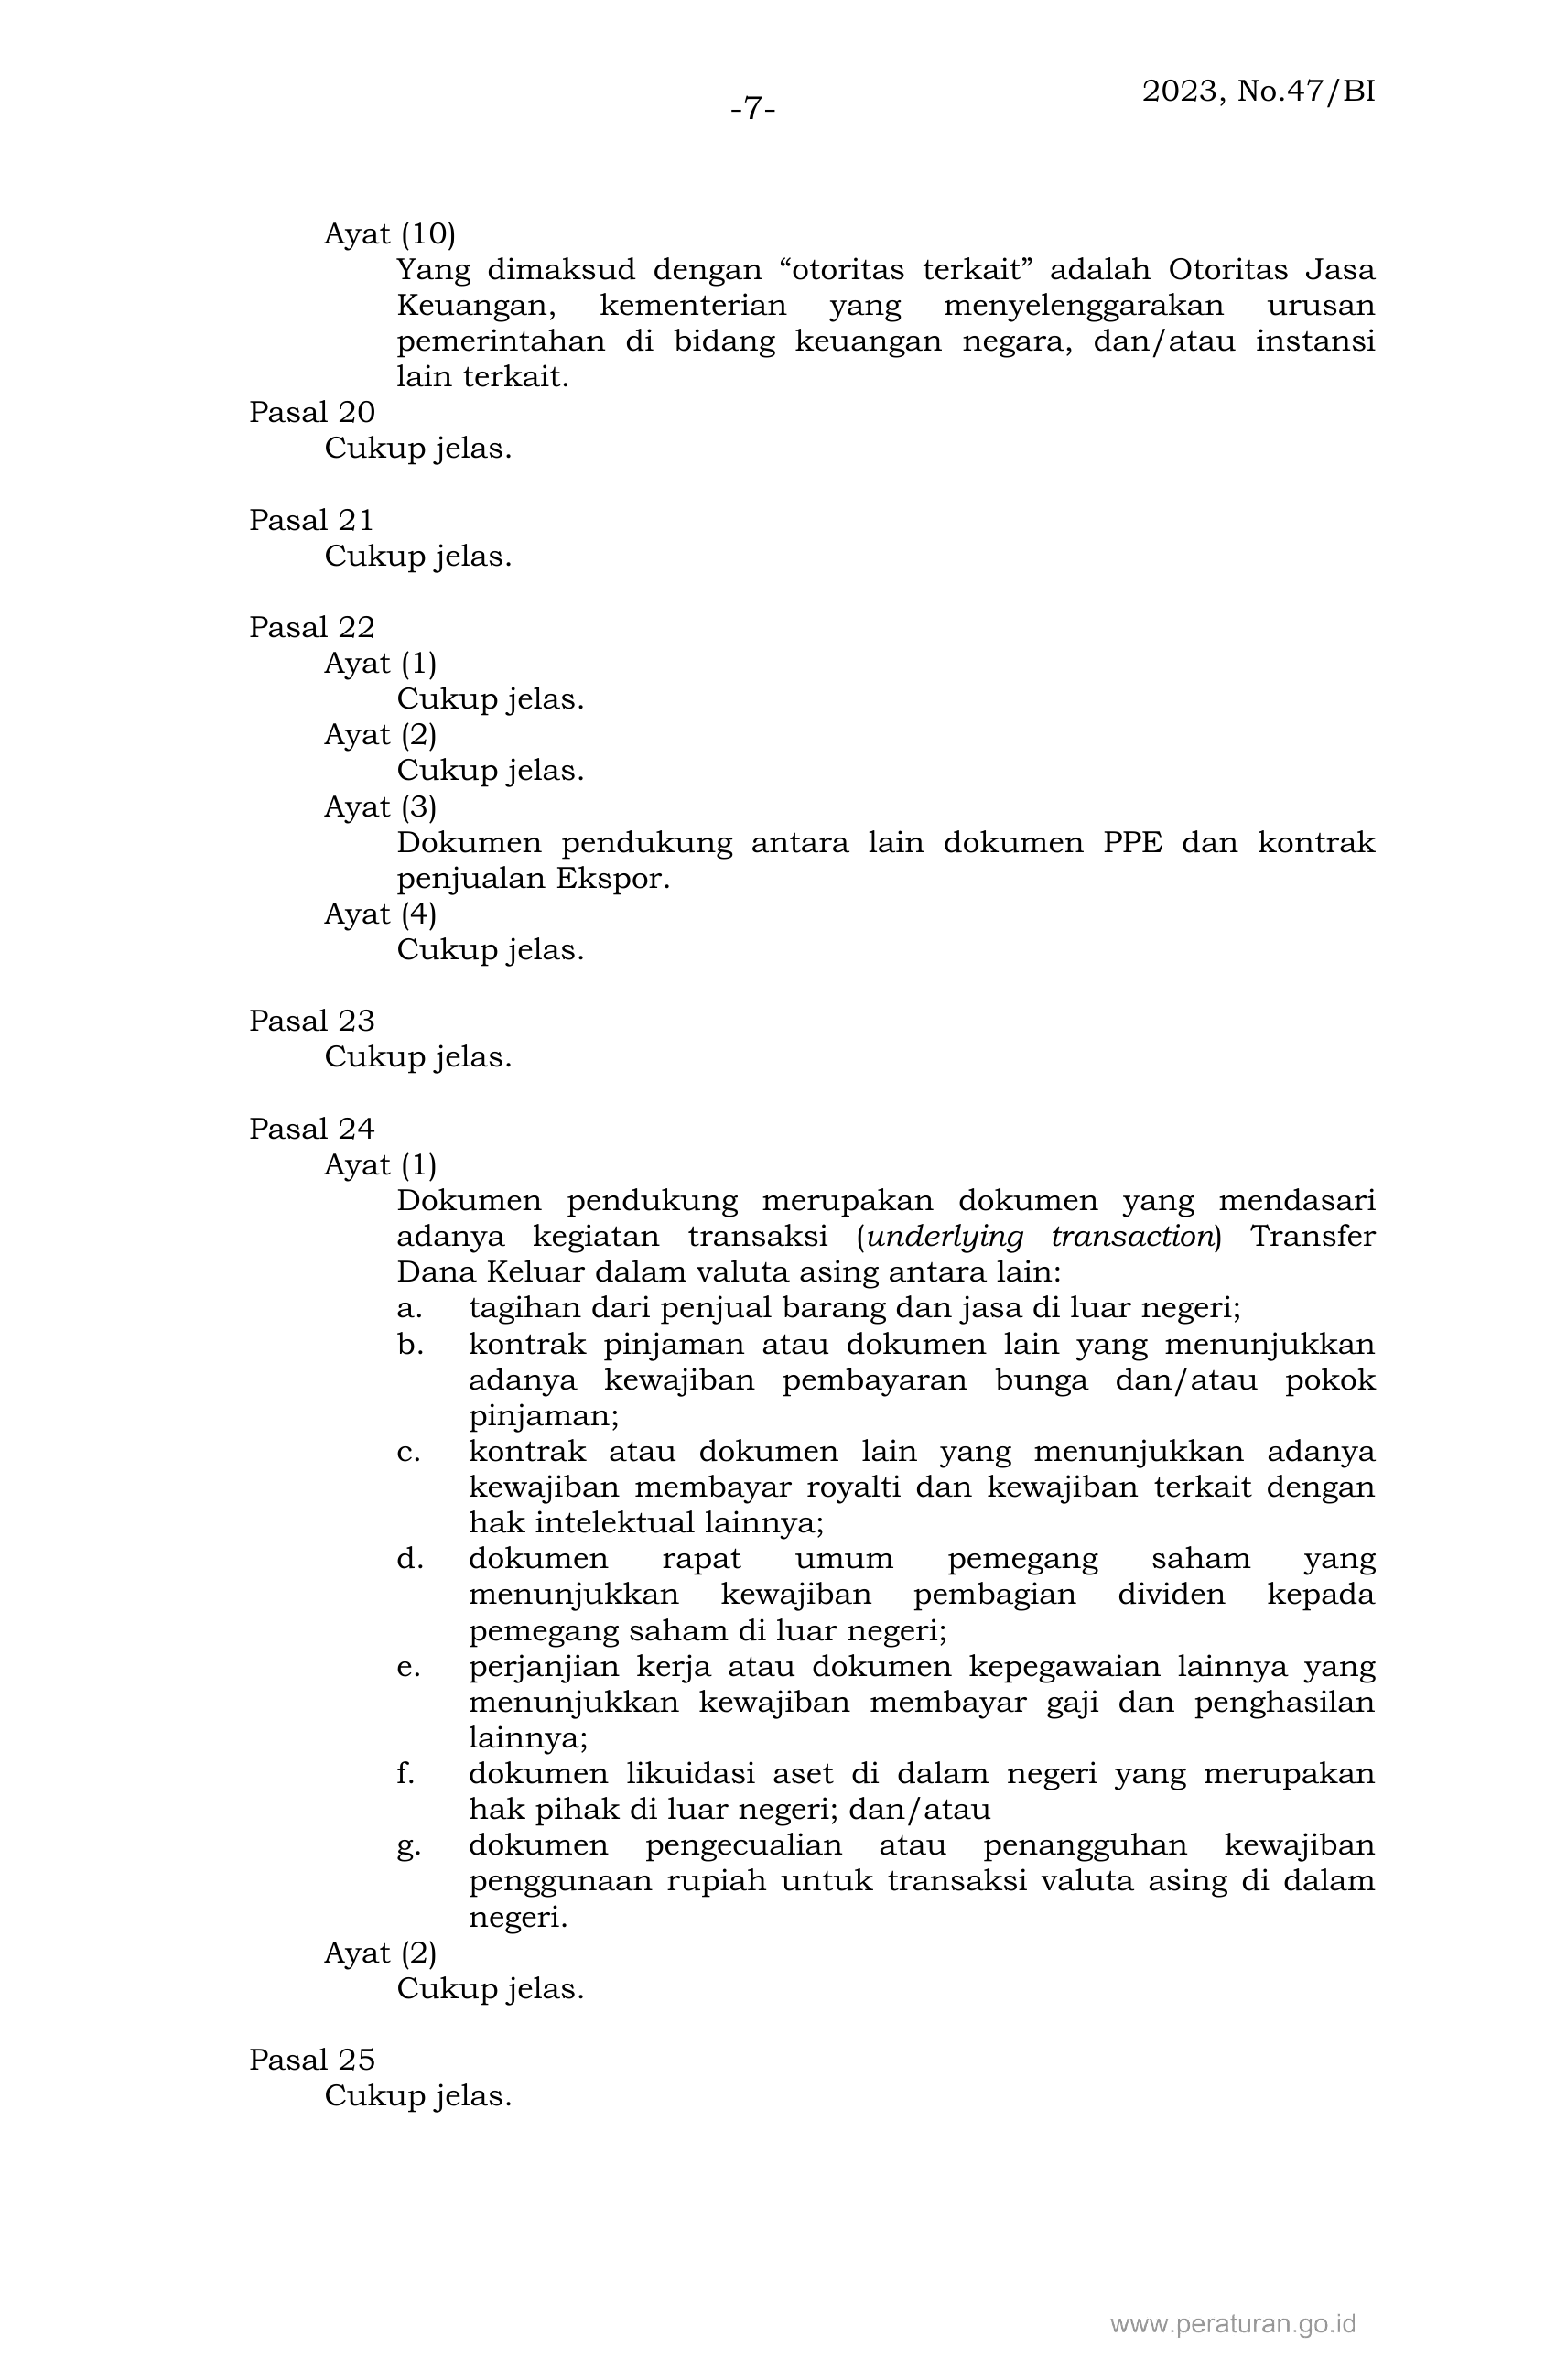 2023, No.47/BI
-7-
Ayat (10)
Yang dimaksud dengan “otoritas terkait” adalah Otoritas Jasa
Keuangan, kementerian yang menyelenggarakan urusan
pemerintahan di bidang keuangan negara, dan/atau instansi
lain terkait.
Pasal 20
Cukup jelas.
Pasal 21
Cukup jelas.
Pasal 22
Ayat (1)
Cukup jelas.
Ayat (2)
Cukup jelas.
Ayat (3)
Dokumen pendukung antara lain dokumen PPE dan kontrak
penjualan Ekspor.
Ayat (4)
Cukup jelas.
Pasal 23
Cukup jelas.
Pasal 24
Ayat (1)
Dokumen pendukung merupakan dokumen yang mendasari
adanya kegiatan transaksi (underlying transaction) Transfer
Dana Keluar dalam valuta asing antara lain:
a. tagihan dari penjual barang dan jasa di luar negeri;
b. kontrak pinjaman atau dokumen lain yang menunjukkan
adanya kewajiban pembayaran bunga dan/atau pokok
pinjaman;
c. kontrak atau dokumen lain yang menunjukkan adanya
kewajiban membayar royalti dan kewajiban terkait dengan
hak intelektual lainnya;
d. dokumen rapat umum pemegang saham yang
menunjukkan kewajiban pembagian dividen kepada
pemegang saham di luar negeri;
e. perjanjian kerja atau dokumen kepegawaian lainnya yang
menunjukkan kewajiban membayar gaji dan penghasilan
lainnya;
f. dokumen likuidasi aset di dalam negeri yang merupakan
hak pihak di luar negeri; dan/atau
g. dokumen pengecualian atau penangguhan kewajiban
penggunaan rupiah untuk transaksi valuta asing di dalam
negeri.
Ayat (2)
Cukup jelas.
Pasal 25
Cukup jelas.
www.peraturan.go.id